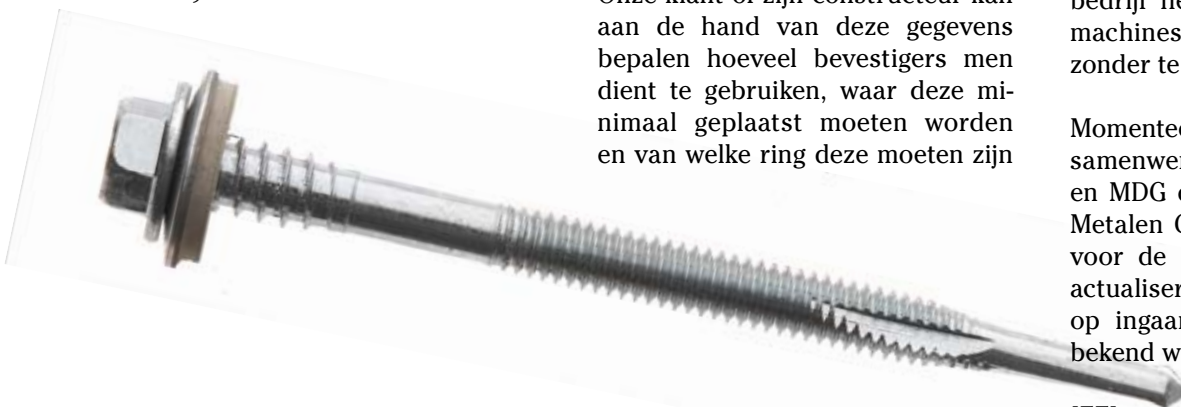 aan de hand van deze gegevens
bepalen hoeveel bevestigers men
dient te gebruiken, waar deze mi-
nimaal geplaatst moeten worden
en van welke ring deze moeten zijn
machines
zonder te
samenwer
en MDG
Metalen
voor de
actualiser
op ingaan
bekend w